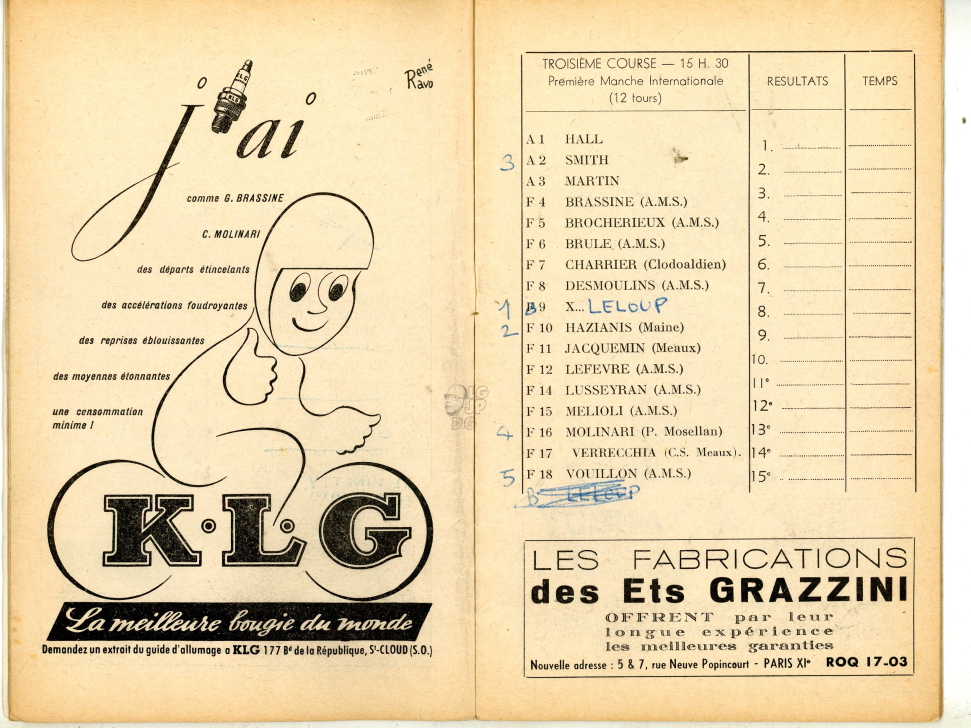 René
Ravo
j'ai
KLG
comme G. BRASSINE
C. MOLINARI
des départs étincelants
des accélérations foudroyantes
des reprises éblouissantes
des moyennes étonnantes
une consommation
minime !
K·L·G
La meilleure bougie du monde
Demandez un extrait du guide d'allumage a KLG 177 Bd de la République, St-CLOUD (S.O.)
TROISIÈME COURSE — 15 H. 30
Première Manche Internationale
(12 tours)
RESULTATS
TEMPS
A 1 HALL
3 A 2 SMITH
A 3 MARTIN
F 4 BRASSINE (A.M.S.)
F 5 BROCHERIEUX (A.M.S.)
F 6 BRULE (A.M.S.)
F 7 CHARRIER (Clodoaldien)
F 8 DESMOULINS (A.M.S.)
1 B 9 X... LELOUP
2 F 10 HAZIANIS (Maine)
F 11 JACQUEMIN (Meaux)
F 12 LEFEVRE (A.M.S.)
F 14 LUSSEYRAN (A.M.S.)
F 15 MELIOLI (A.M.S.)
4 F 16 MOLINARI (P. Mosellan)
F 17 VERRECCHIA (C.S. Meaux).
5 F 18 VOUILLON (A.M.S.)
B LELOUP
1.
2.
3.
4.
5.
6.
7.
8.
9.
10.
11e
12e
13e
14e
15e
LES FABRICATIONS
des Ets GRAZZINI
OFFRENT par leur
longue expérience
les meilleures garanties
Nouvelle adresse : 5 & 7, rue Neuve Popincourt - PARIS XIe ROQ 17-03